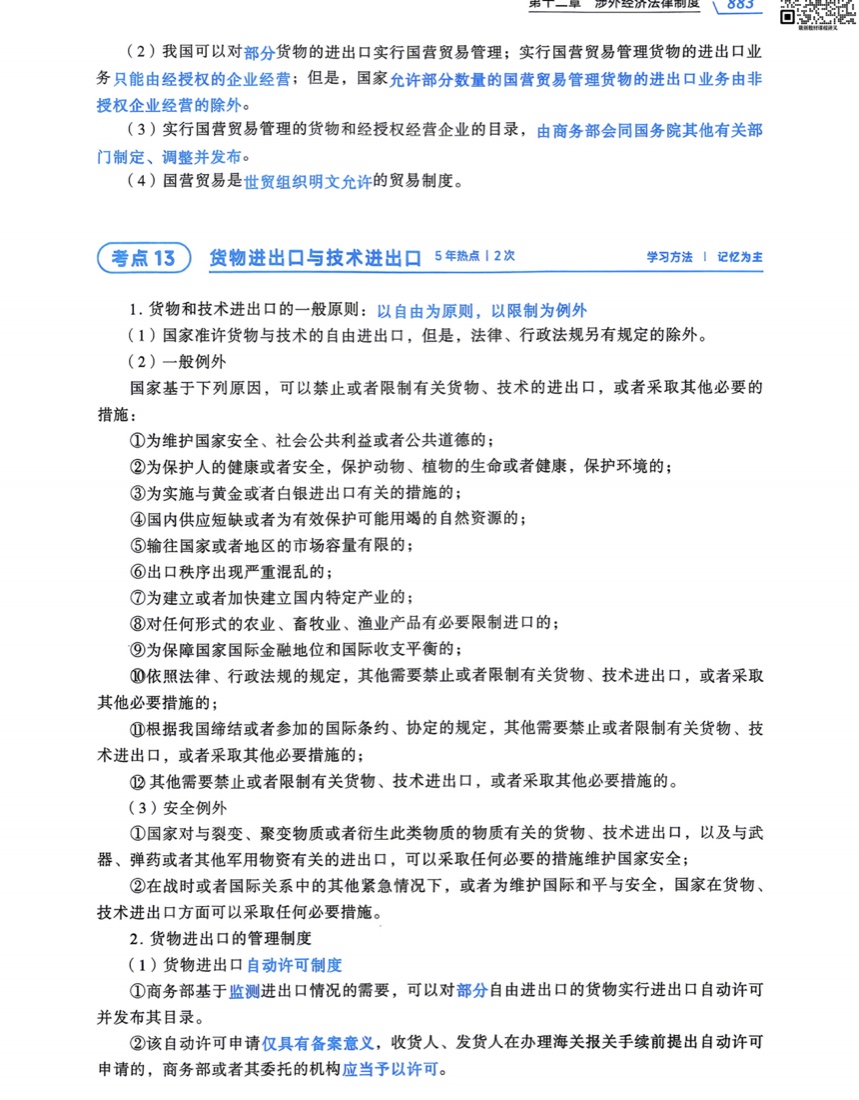 第十二章 涉外经济法律制度 883
（2）我国可以对部分货物的进出口实行国营贸易管理；实行国营贸易管理货物的进出口业
务只能由经授权的企业经营；但是，国家允许部分数量的国营贸易管理货物的进出口业务由非
授权企业经营的除外。
（3）实行国营贸易管理的货物和经授权经营企业的目录，由商务部会同国务院其他有关部
门制定、调整并发布。
（4）国营贸易是世贸组织明文允许的贸易制度。
考点 13 货物进出口与技术进出口 5年热点 | 2次 学习方法 | 记忆为主
1. 货物和技术进出口的一般原则：以自由为原则，以限制为例外
（1）国家准许货物与技术的自由进出口，但是，法律、行政法规另有规定的除外。
（2）一般例外
国家基于下列原因，可以禁止或者限制有关货物、技术的进出口，或者采取其他必要的
措施：
①为维护国家安全、社会公共利益或者公共道德的；
②为保护人的健康或者安全，保护动物、植物的生命或者健康，保护环境的；
③为实施与黄金或者白银进出口有关的措施的；
④国内供应短缺或者为有效保护可能用竭的自然资源的；
⑤输往国家或者地区的市场容量有限的；
⑥出口秩序出现严重混乱的；
⑦为建立或者加快建立国内特定产业的；
⑧对任何形式的农业、畜牧业、渔业产品有必要限制进口的；
⑨为保障国家国际金融地位和国际收支平衡的；
⑩依照法律、行政法规的规定，其他需要禁止或者限制有关货物、技术进出口，或者采取
其他必要措施的；
⑪根据我国缔结或者参加的国际条约、协定的规定，其他需要禁止或者限制有关货物、技
术进出口，或者采取其他必要措施的；
⑫ 其他需要禁止或者限制有关货物、技术进出口，或者采取其他必要措施的。
（3）安全例外
①国家对与裂变、聚变物质或者衍生此类物质的物质有关的货物、技术进出口，以及与武
器、弹药或者其他军用物资有关的进出口，可以采取任何必要的措施维护国家安全；
②在战时或者国际关系中的其他紧急情况下，或者为维护国际和平与安全，国家在货物、
技术进出口方面可以采取任何必要措施。
2. 货物进出口的管理制度
（1）货物进出口自动许可制度
①商务部基于监测进出口情况的需要，可以对部分自由进出口的货物实行进出口自动许可
并发布其目录。
②该自动许可申请仅具有备案意义，收货人、发货人在办理海关报关手续前提出自动许可
申请的，商务部或者其委托的机构应当予以许可。